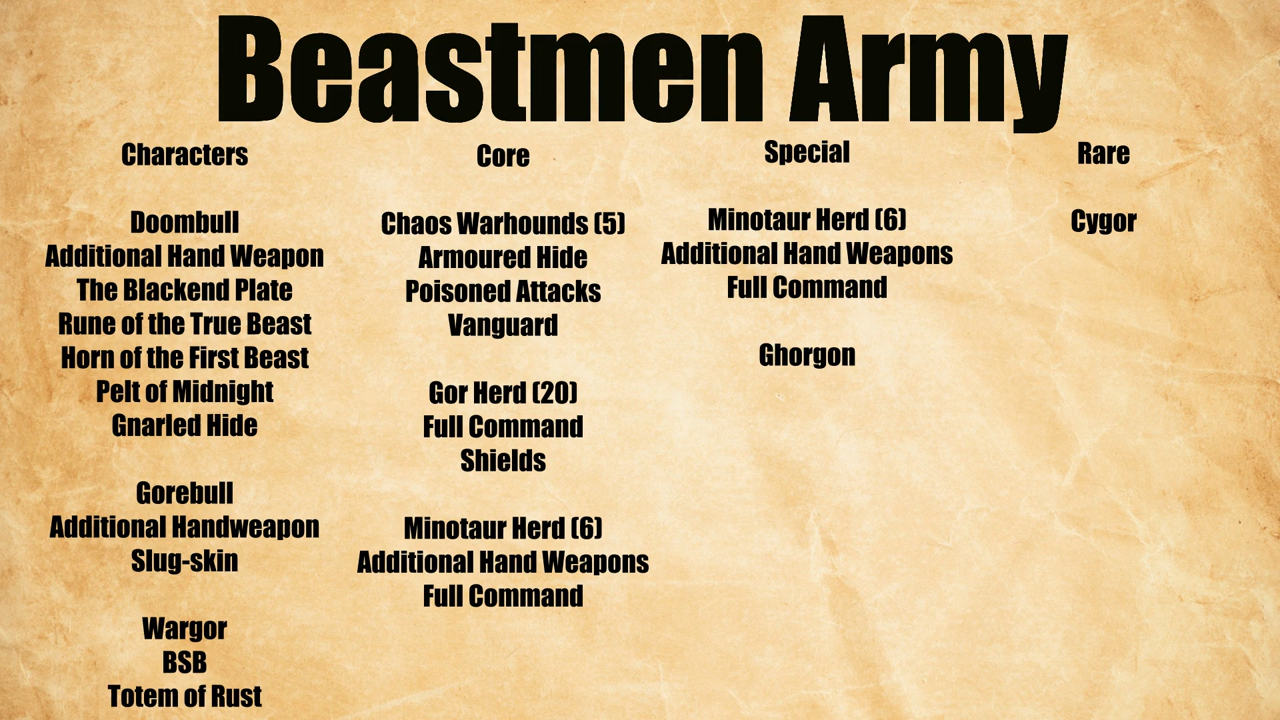 Beastmen Army
Characters
Doombull
Additional Hand Weapon
The Blackend Plate
Rune of the True Beast
Horn of the First Beast
Pelt of Midnight
Gnarled Hide
Gorebull
Additional Handweapon
Slug-skin
Wargor
BSB
Totem of Rust
Core
Chaos Warhounds (5)
Armoured Hide
Poisoned Attacks
Vanguard
Gor Herd (20)
Full Command
Shields
Minotaur Herd (6)
Additional Hand Weapons
Full Command
Special
Minotaur Herd (6)
Additional Hand Weapons
Full Command
Ghorgon
Rare
Cygor